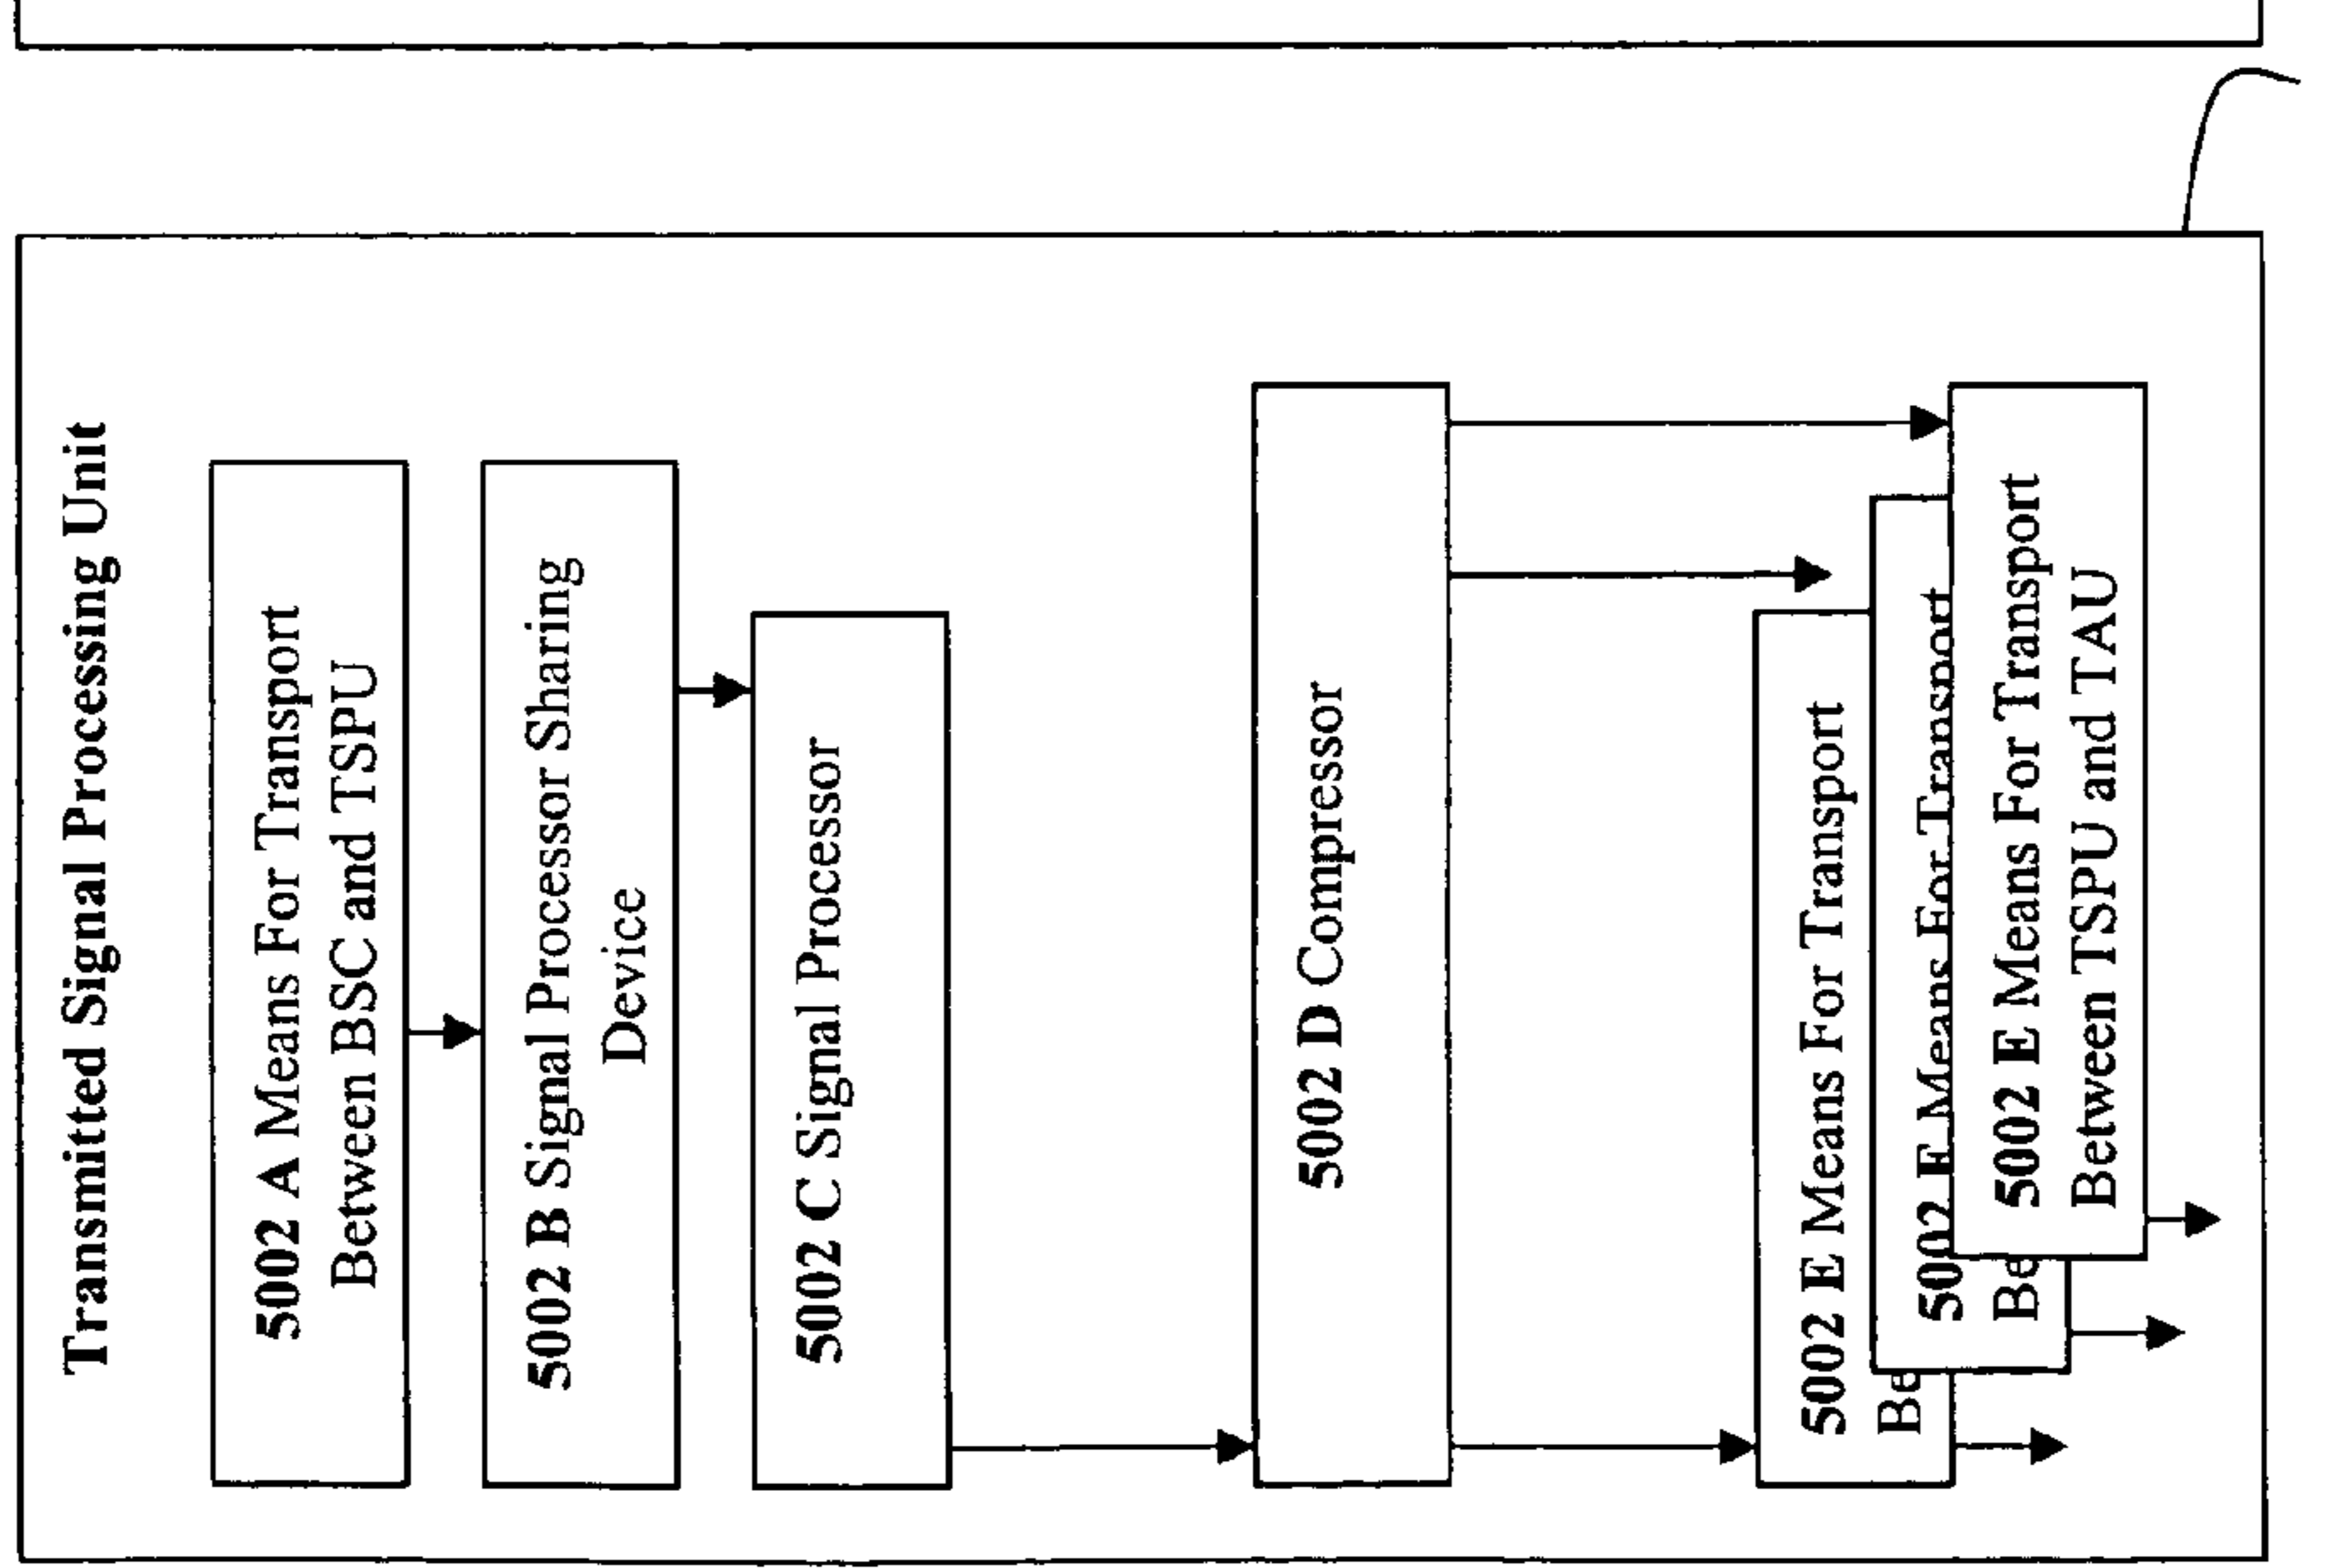 Transmitted Signal Processing Unit
5002 A Means For Transport
Between BSC and TSPU
5002 B Signal Processor Sharing
Device
5002 C Signal Processor
5002 D Compressor
5002 E Means For Transport
Be
5002 E Means For Transport
Be
5002 E Means For Transport
Between TSPU and TAU